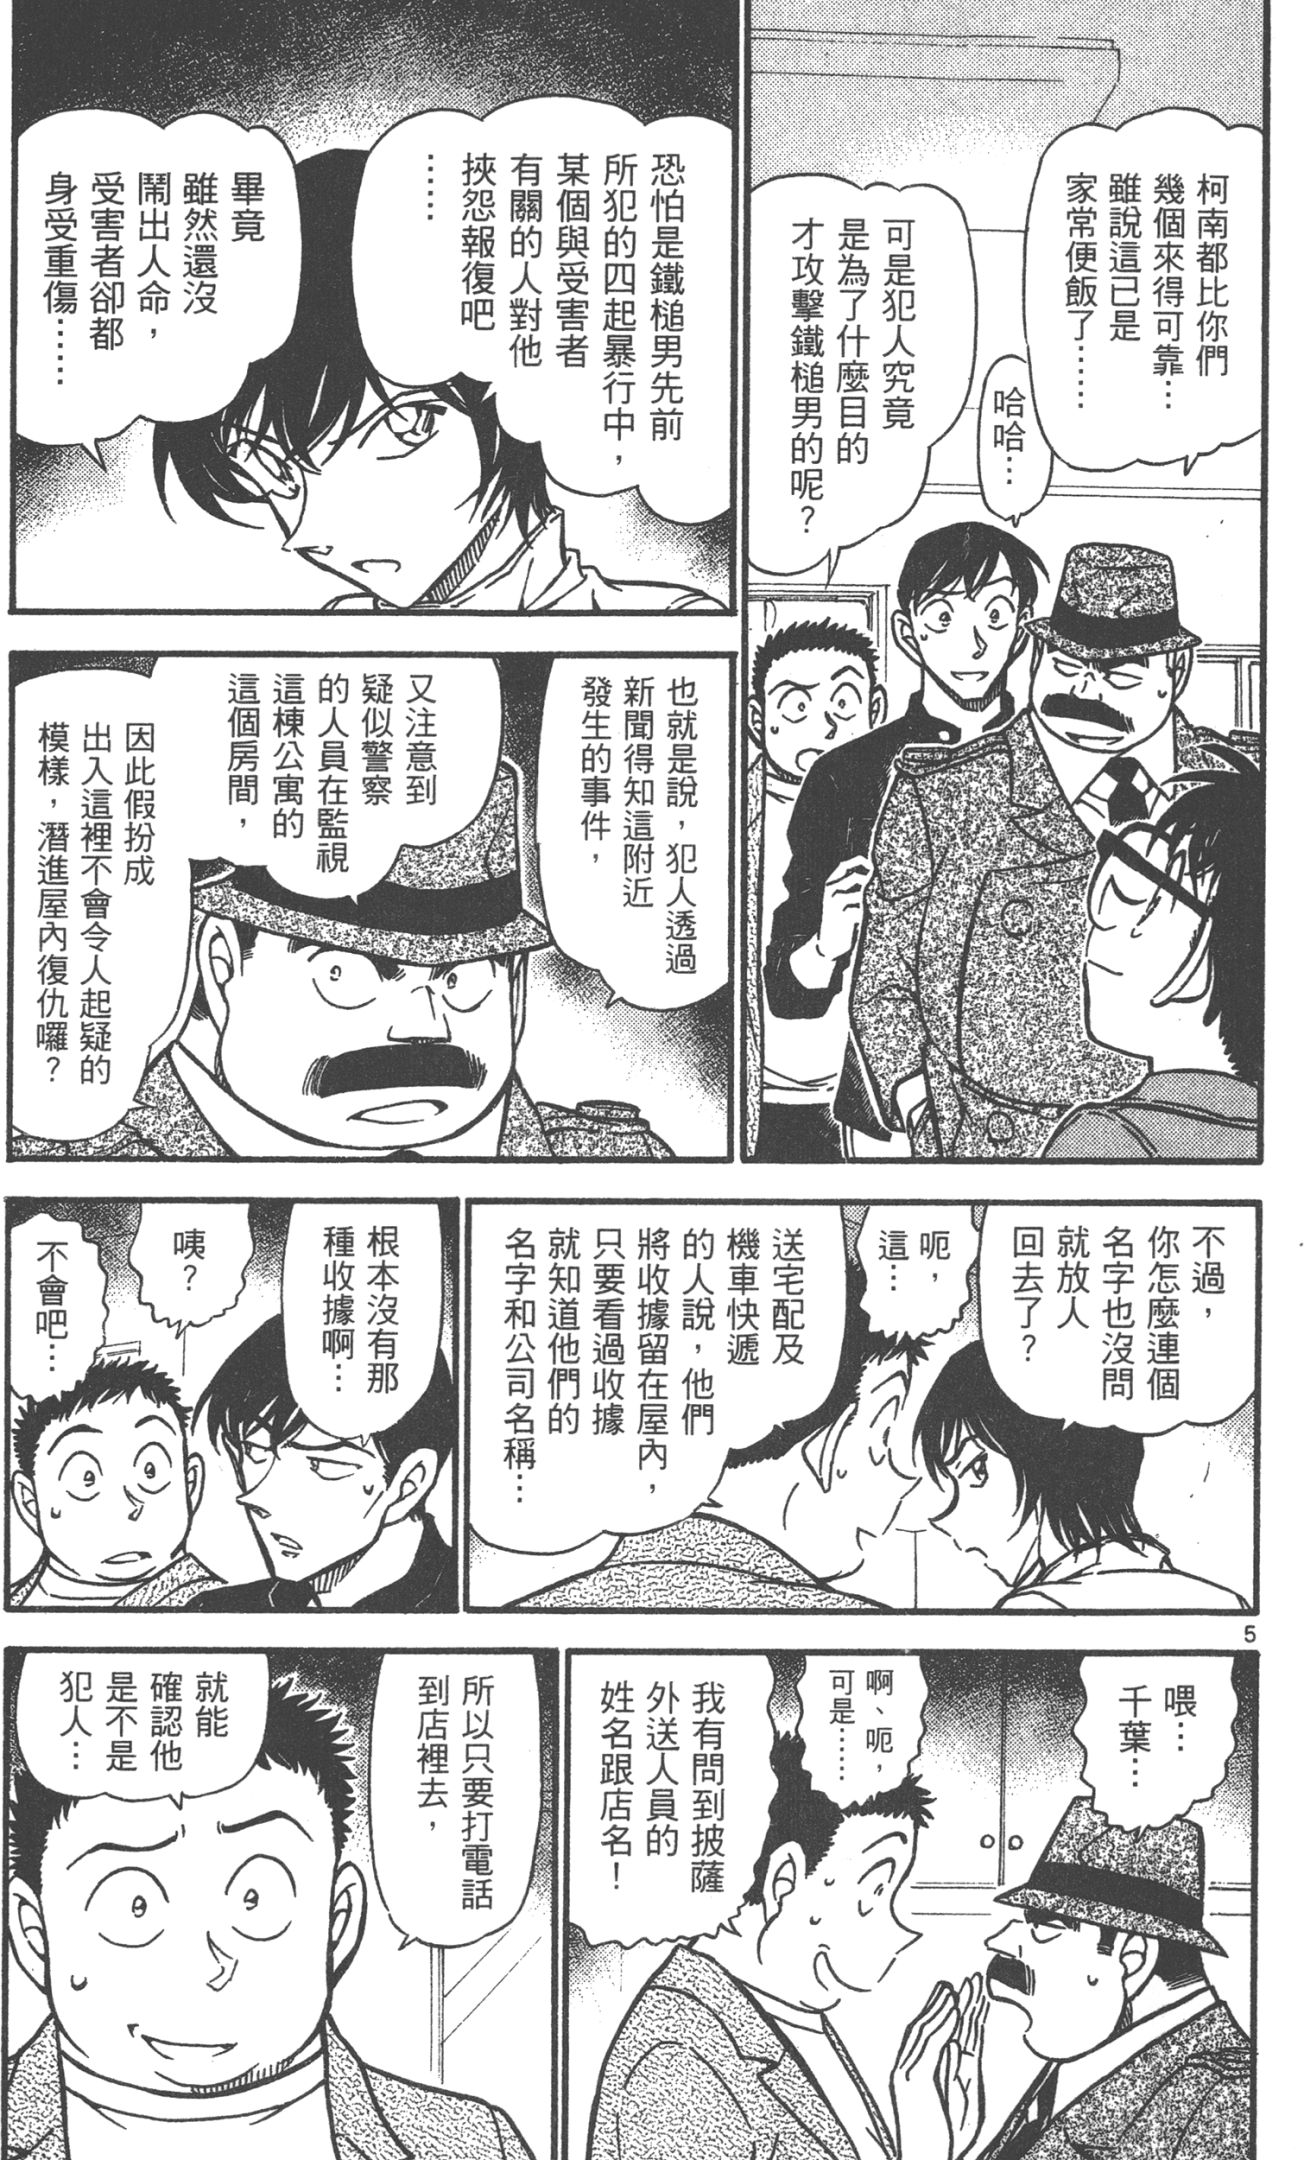 柯南都比你們
幾個來得可靠…
雖說這已是
家常便飯了……
哈哈…
可是犯人究竟
是為了什麼目的
才攻擊鐵槌男的呢？
恐怕是鐵槌男先前
所犯的四起暴行中，
某個與受害者
有關的人對他
挾怨報復吧
……
畢竟
雖然還沒
鬧出人命，
受害者卻都
身受重傷……
也就是說，犯人透過
新聞得知這附近
發生的事件，
又注意到
疑似警察
的人員在監視
這棟公寓的
這個房間，
因此假扮成
出入這裡不會令人起疑的
模樣，潛進屋內復仇囉？
不過，
你怎麼連個
名字也沒問
就放人
回去了？
呃，
這…
送宅配及
機車快遞
的人說，他們
將收據留在屋內，
只要看過收據
就知道他們的
名字和公司名稱…
根本沒有那
種收據啊…
咦？
不會吧…
5
喂…
千葉…
啊、呃，
可是……
我有問到披薩
外送人員的
姓名跟店名！
所以只要打電話
到店裡去，
就能
確認他
是不是
犯人…